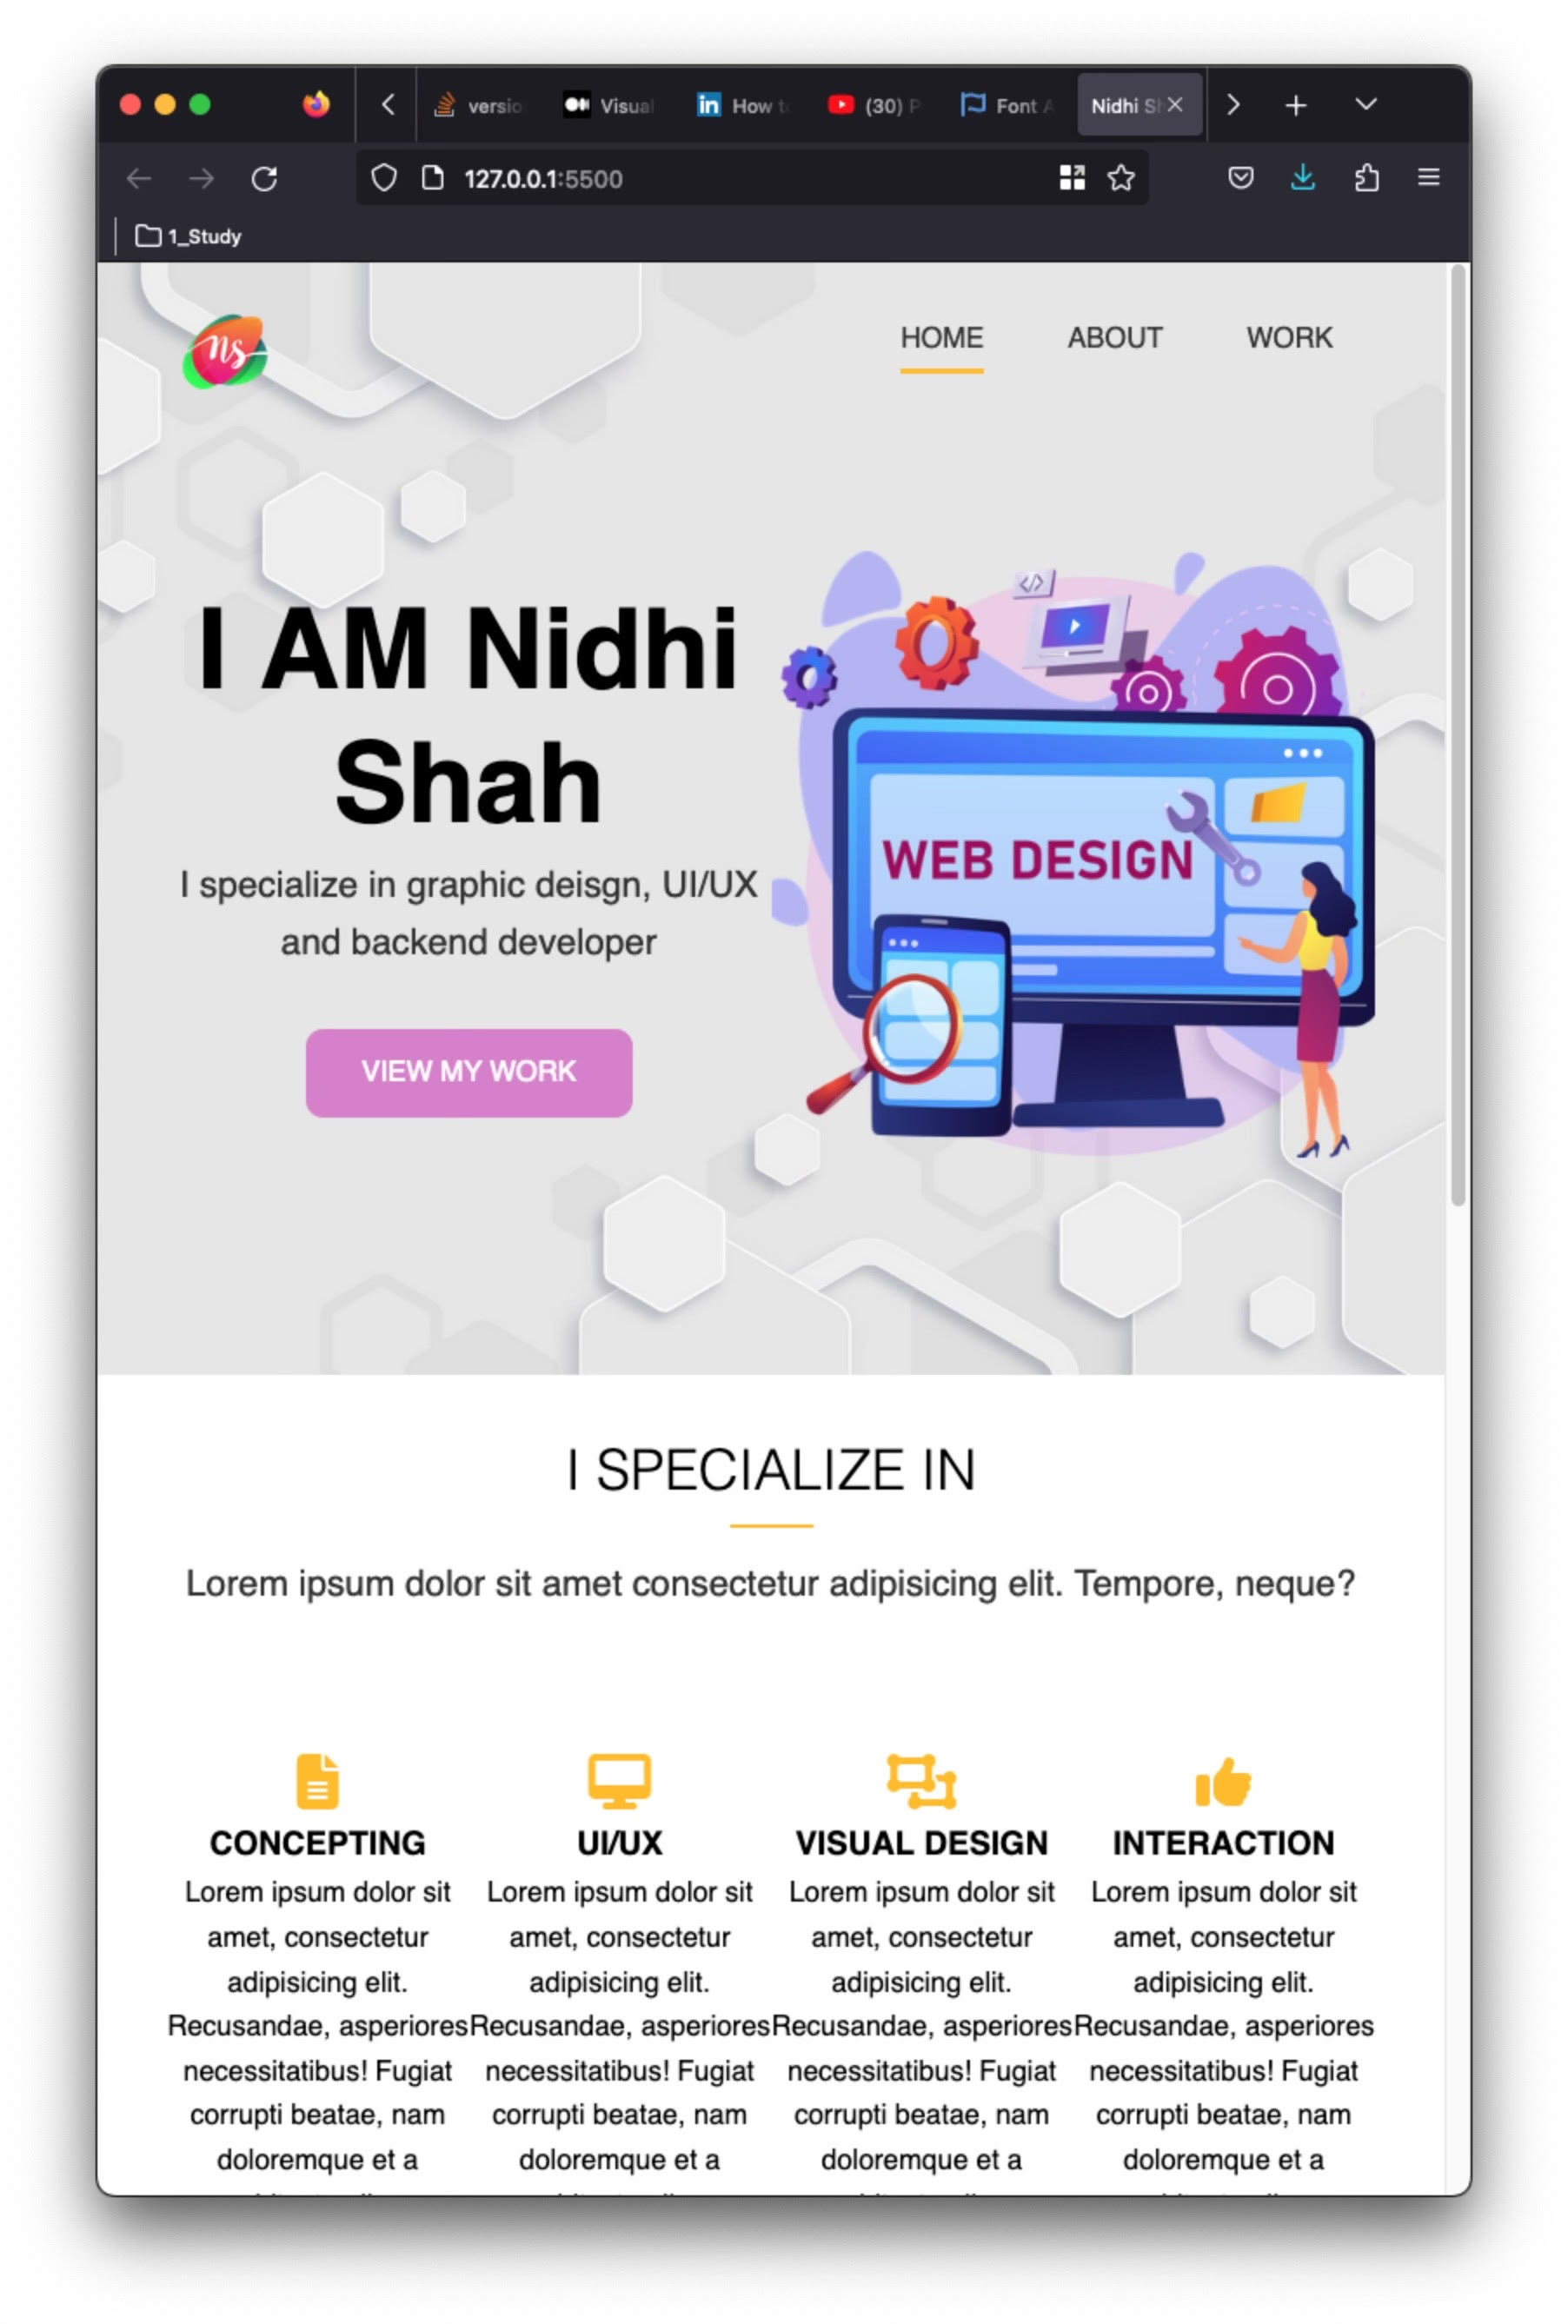 versio
Visual
How t
(30) P
Font A
Nidhi S
127.0.0.1:5500
1_Study
ns
HOME ABOUT WORK
</>
I AM Nidhi
Shah
WEB DESIGN
I specialize in graphic deisgn, UI/UX
and backend developer
VIEW MY WORK
I SPECIALIZE IN
Lorem ipsum dolor sit amet consectetur adipisicing elit. Tempore, neque?
CONCEPTING
Lorem ipsum dolor sit
amet, consectetur
adipisicing elit.
Recusandae, asperiores
necessitatibus! Fugiat
corrupti beatae, nam
doloremque et a
UI/UX
Lorem ipsum dolor sit
amet, consectetur
adipisicing elit.
Recusandae, asperiores
necessitatibus! Fugiat
corrupti beatae, nam
doloremque et a
VISUAL DESIGN
Lorem ipsum dolor sit
amet, consectetur
adipisicing elit.
Recusandae, asperiores
necessitatibus! Fugiat
corrupti beatae, nam
doloremque et a
INTERACTION
Lorem ipsum dolor sit
amet, consectetur
adipisicing elit.
Recusandae, asperiores
necessitatibus! Fugiat
corrupti beatae, nam
doloremque et a